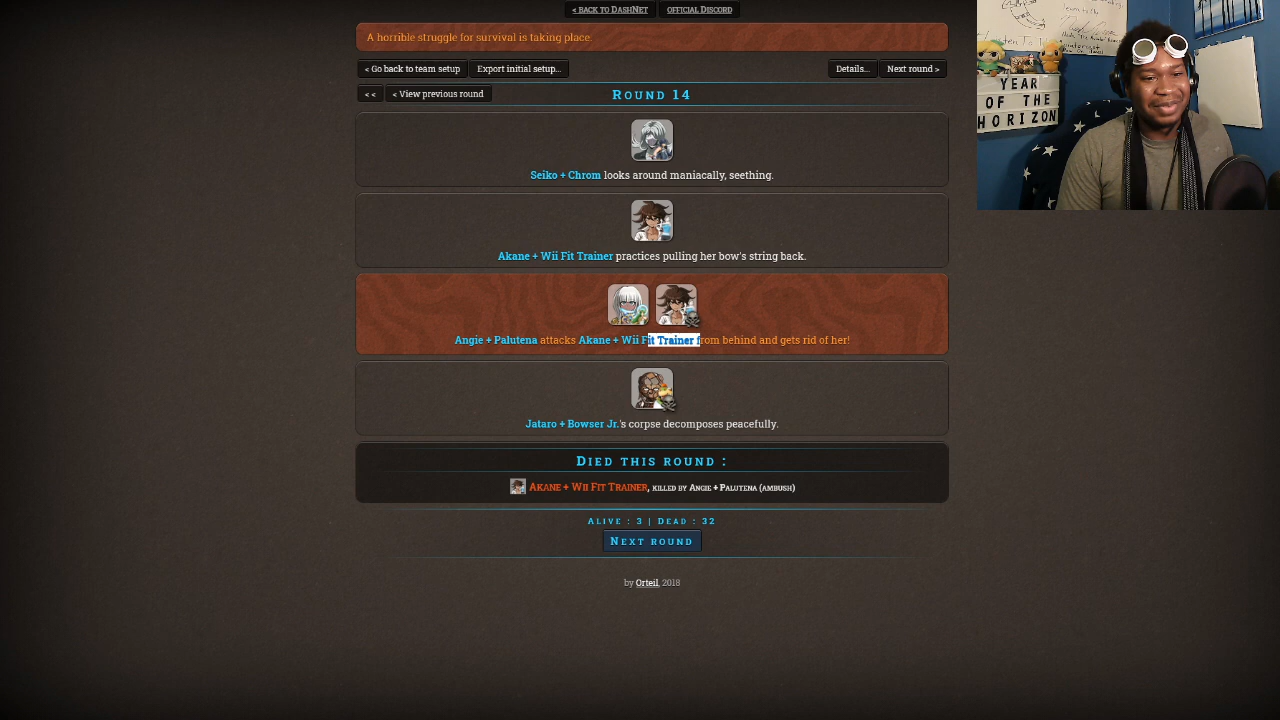 < BACK TO DASHNET
OFFICIAL DISCORD
A horrible struggle for survival is taking place.
< Go back to team setup
Export initial setup...
Details...
Next round >
< <
< View previous round
ROUND 14
Seiko + Chrom looks around maniacally, seething.
Akane + Wii Fit Trainer practices pulling her bow's string back.
Angie + Palutena attacks Akane + Wii Fit Trainer from behind and gets rid of her!
Jataro + Bowser Jr.'s corpse decomposes peacefully.
DIED THIS ROUND :
AKANE + WII FIT TRAINER, KILLED BY ANGIE + PALUTENA (AMBUSH)
ALIVE : 3 | DEAD : 32
NEXT ROUND
by Orteil, 2018
YEAR
OF THE
HORIZON